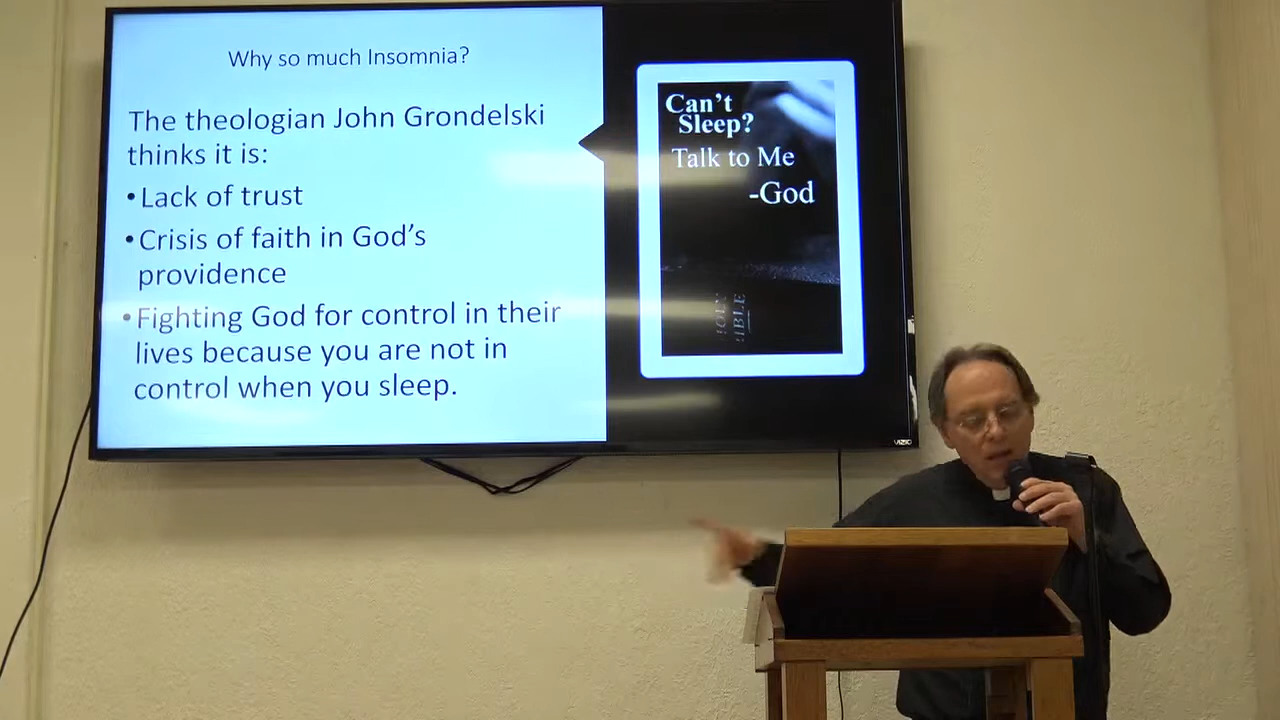 Why so much Insomnia?
The theologian John Grondelski
thinks it is:
•Lack of trust
•Crisis of faith in God's
providence
•Fighting God for control in their
lives because you are not in
control when you sleep.
Can't
Sleep?
Talk to Me
-God
VIZIO